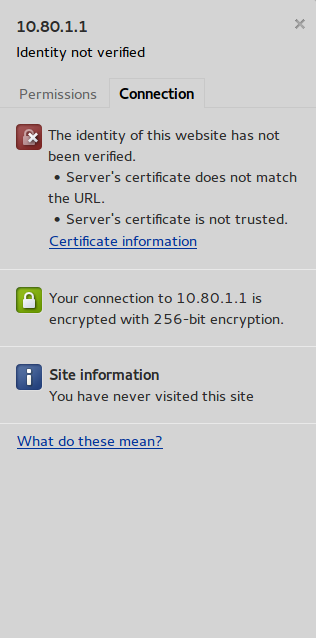 10.80.1.1
Identity not verified
Permissions Connection
The identity of this website has not
been verified.
• Server's certificate does not match
the URL.
• Server's certificate is not trusted.
Certificate information
Your connection to 10.80.1.1 is
encrypted with 256-bit encryption.
Site information
You have never visited this site
What do these mean?